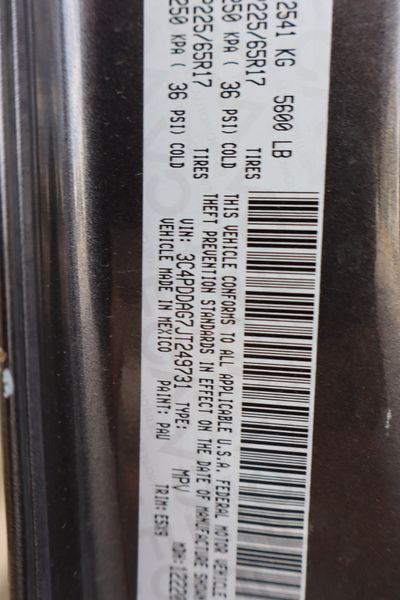 2541 KG 5600 LB
P225/65R17 TIRES
250 KPA ( 36 PSI) COLD
P225/65R17 TIRES
250 KPA ( 36 PSI) COLD
THIS VEHICLE CONFORMS TO ALL APPLICABLE U.S.A. FEDERAL MOTOR VEHICLE
THEFT PREVENTION STANDARDS IN EFFECT ON THE DATE OF MANUFACTURE SHOWN
VIN: 3C4PDDAG7JT249731 TYPE: MPV
VEHICLE MADE IN MEXICO PAINT: PAU TRIM: E5X9